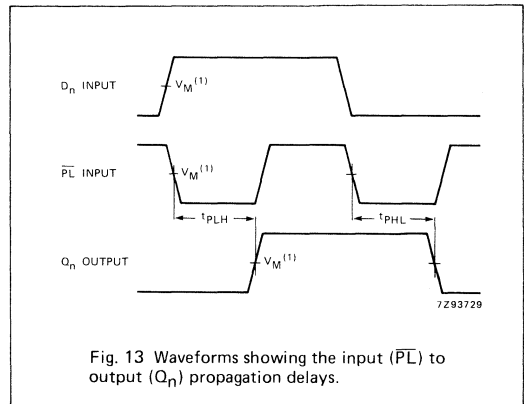 Dn INPUT
VM(1)
PL INPUT
VM(1)
tPLH
tPHL
Qn OUTPUT
VM(1)
7Z93729
Fig. 13 Waveforms showing the input (PL) to
output (Qn) propagation delays.